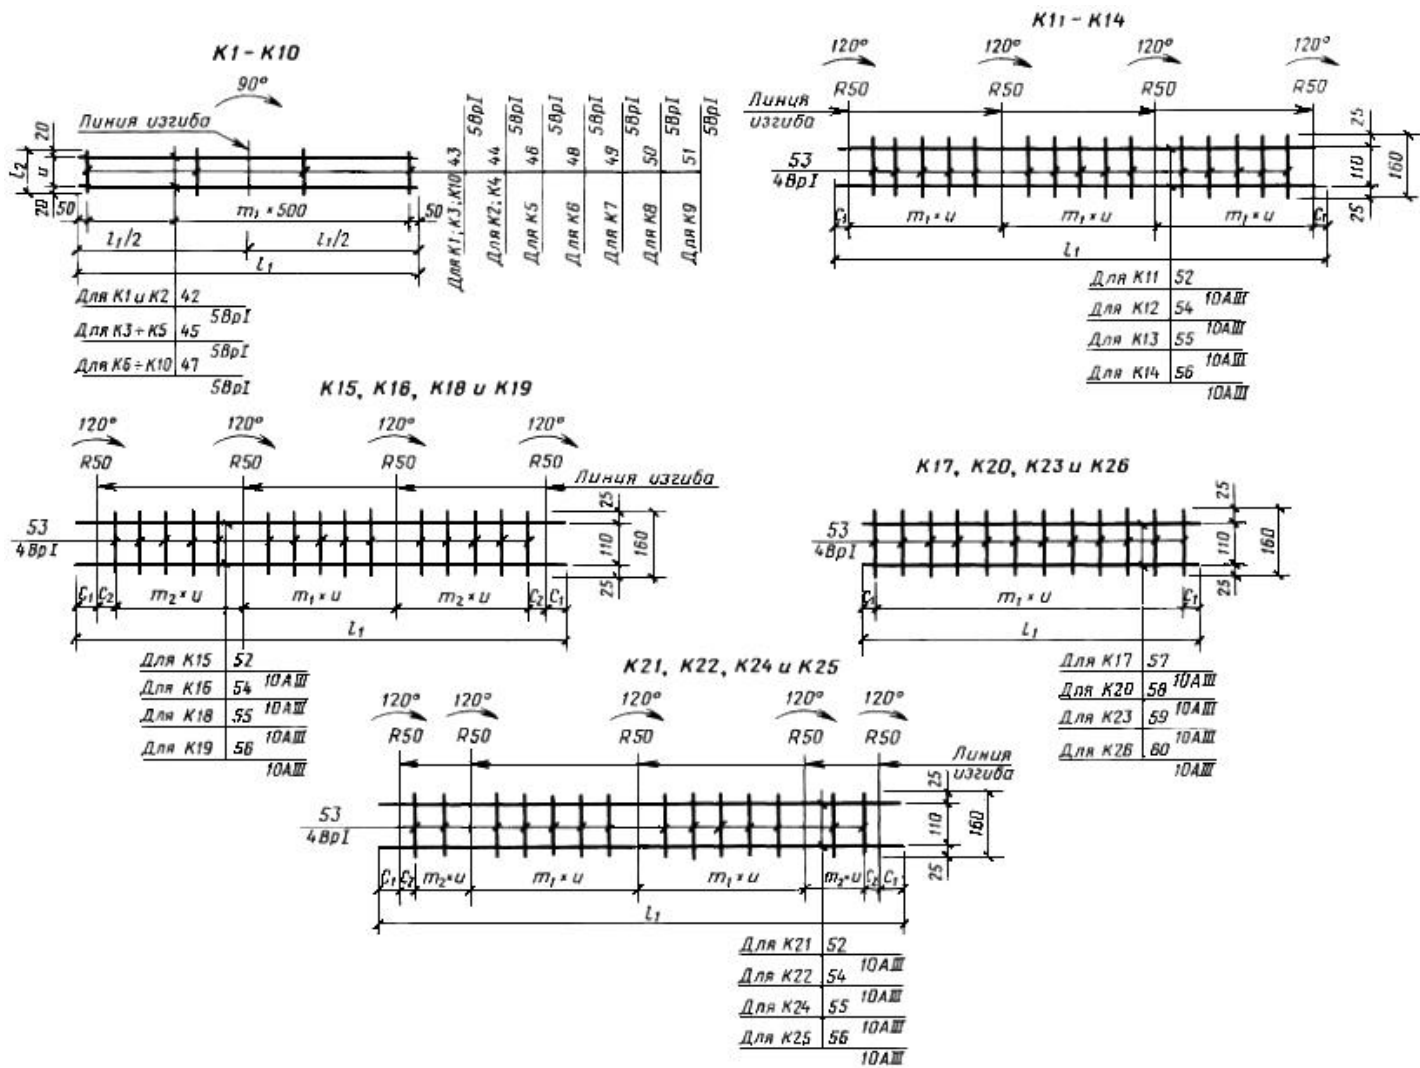 К1 - К10
90°
Линия изгиба
20
l2
u
20
50
m1 × 500
50
l1/2
l1/2
l1
Для К1; К3; К10 43 5ВрI
Для К2; К4 44 5ВрI
Для К5 46 5ВрI
Для К6 48 5ВрI
Для К7 49 5ВрI
Для К8 50 5ВрI
Для К9 51 5ВрI
Для К1 и К2 42
5ВрI
Для К3÷К5 45
5ВрI
Для К6÷К10 47
5ВрI
К11 - К14
120° 120° 120° 120°
R50 R50 R50 R50
Линия
изгиба
53
4ВрI
25
110
160
25
C1 m1 × u m1 × u m1 × u C1
l1
Для К11 52
10АIII
Для К12 54
10АIII
Для К13 55
10АIII
Для К14 56
10АIII
К15, К16, К18 и К19
120° 120° 120° 120°
R50 R50 R50 R50
Линия изгиба
53
4ВрI
25
110
160
25
C1 C2 m2 × u m1 × u m2 × u C2 C1
l1
Для К15 52
10АIII
Для К16 54
10АIII
Для К18 55
10АIII
Для К19 56
10АIII
К17, К20, К23 и К26
53
4ВрI
25
110
160
25
C1 m1 × u C1
l1
Для К17 57
10АIII
Для К20 58
10АIII
Для К23 59
10АIII
Для К26 60
10АIII
К21, К22, К24 и К25
120° 120° 120° 120° 120°
R50 R50 R50 R50 R50
Линия
изгиба
53
4ВрI
25
110
160
25
C1 C2 m2 × u m1 × u m1 × u m2 × u C2 C1
l1
Для К21 52
10АIII
Для К22 54
10АIII
Для К24 55
10АIII
Для К25 56
10АIII